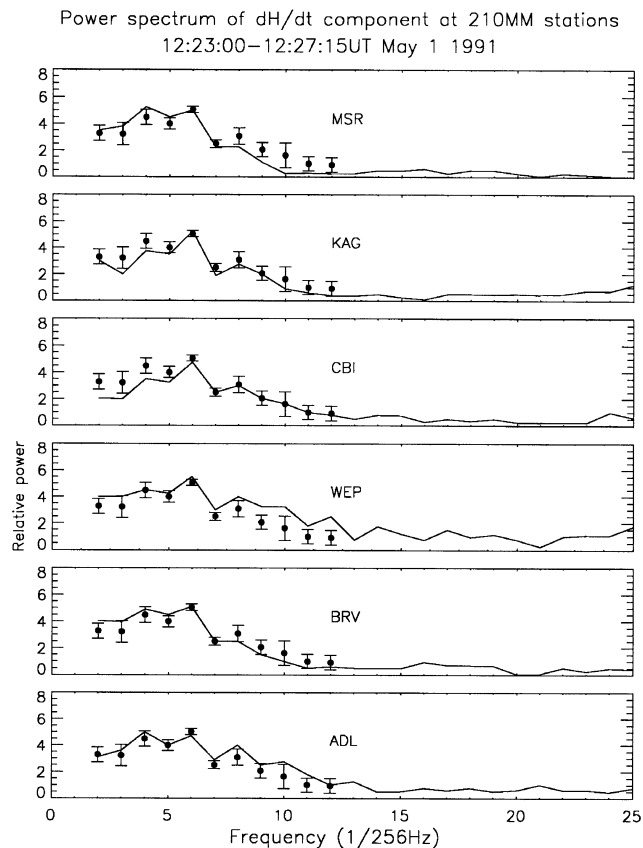 Power spectrum of dH/dt component at 210MM stations
12:23:00-12:27:15UT May 1 1991
8
6
4
2
0
MSR
8
6
4
2
0
KAG
8
6
4
2
0
CBI
8
6
4
2
0
WEP
Relative power
8
6
4
2
0
BRV
8
6
4
2
0
ADL
0 5 10 15 20 25
Frequency (1/256Hz)